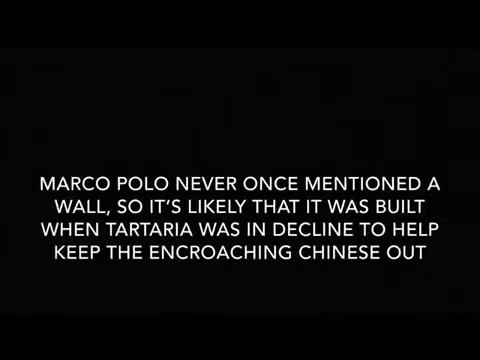 MARCO POLO NEVER ONCE MENTIONED A
WALL, SO IT'S LIKELY THAT IT WAS BUILT
WHEN TARTARIA WAS IN DECLINE TO HELP
KEEP THE ENCROACHING CHINESE OUT